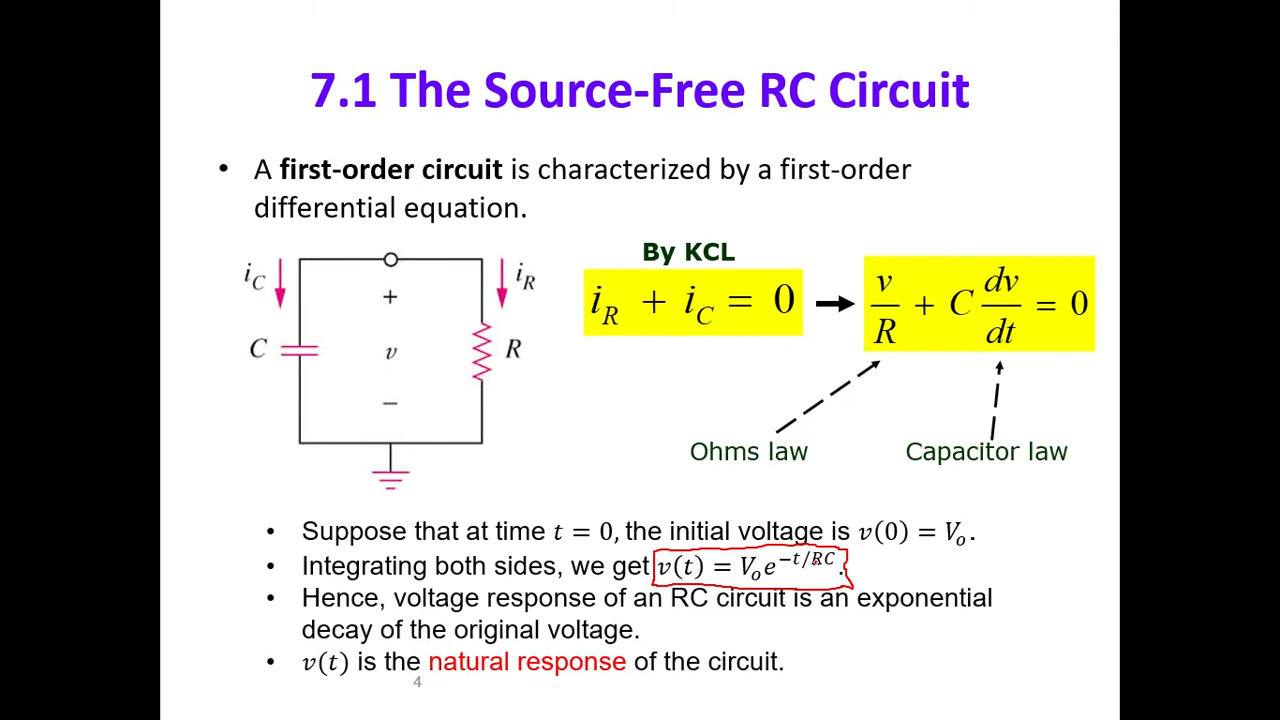 7.1 The Source-Free RC Circuit
• A first-order circuit is characterized by a first-order
differential equation.
By KCL
i_R + i_C = 0
v/R + C dv/dt = 0
i_C
i_R
+
C
v
R
−
Ohms law
Capacitor law
• Suppose that at time t = 0, the initial voltage is v(0) = V_o.
• Integrating both sides, we get v(t) = V_o e^{−t/RC}.
• Hence, voltage response of an RC circuit is an exponential
decay of the original voltage.
• v(t) is the natural response of the circuit.
4